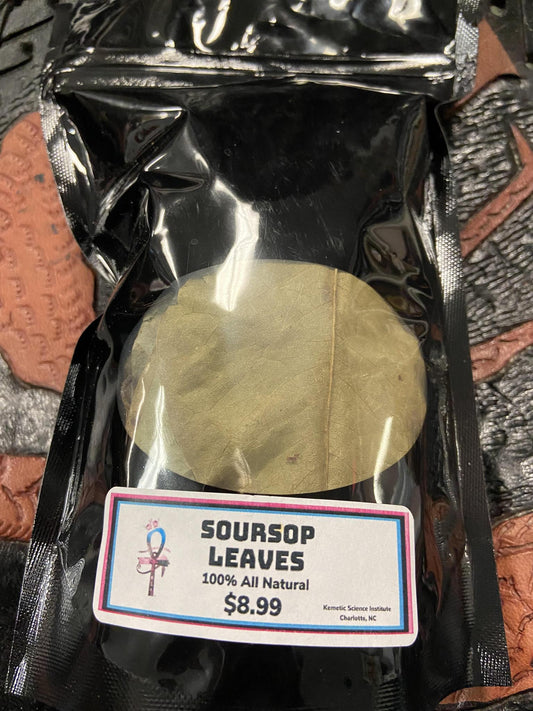 SOURSOP
LEAVES
100% All Natural
$8.99
Kemetic Science Institute
Charlotte, NC